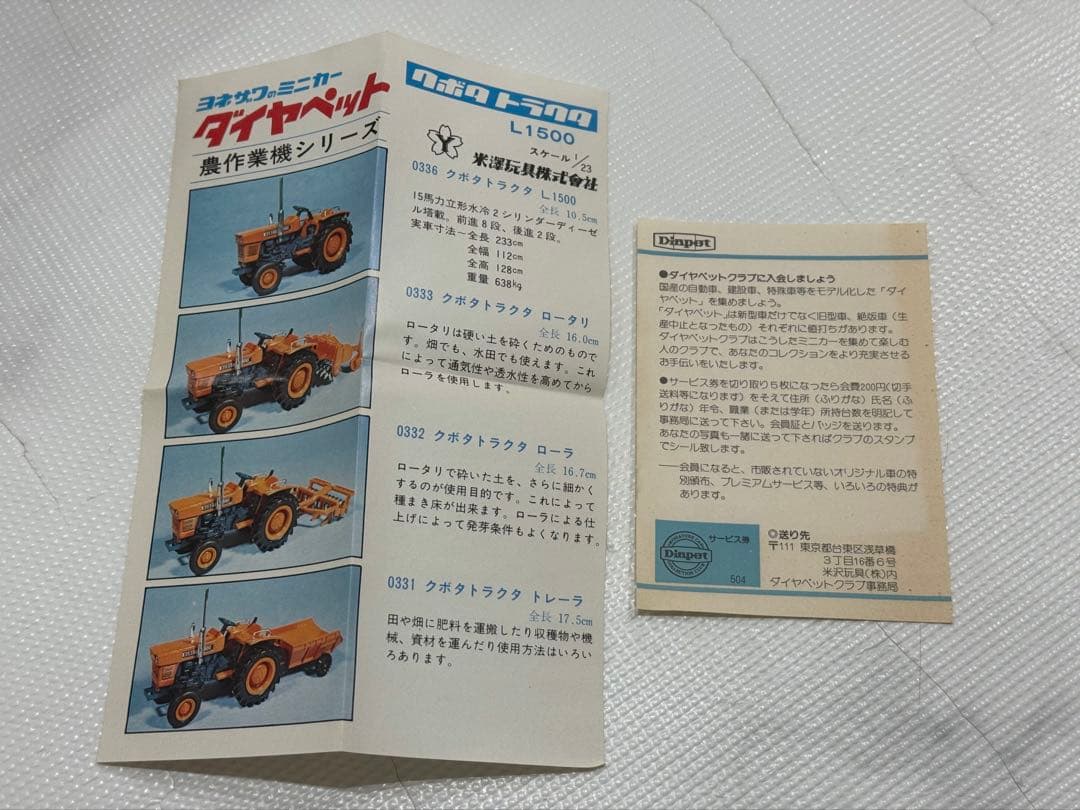 ヨネザワのミニカー
ダイヤペット
農作業機シリーズ
クボタ トラクタ
L1500
スケール 1/23
米澤玩具株式會社
0336 クボタトラクタ L1500
全長 10.5cm
15馬力立形水冷2シリンダーディーゼ
ル塔載。前進8段、後進2段。
実車寸法―全長 233cm
全幅 112cm
全高 128cm
重量 638kg
0333 クボタトラクタ ロータリ
全長 16.0cm
ロータリは硬い土を砕くためのもので
す。畑でも、水田でも使えます。これ
によって通気性や透水性を高めてから
ローラを使用します。
0332 クボタトラクタ ローラ
全長 16.7cm
ロータリで砕いた土を、さらに細かく
するのが使用目的です。これによって
種まき床が出来ます。ローラによる仕
上げによって発芽条件もよくなります。
0331 クボタトラクタ トレーラ
全長 17.5cm
田や畑に肥料を運搬したり収穫物や機
械、資材を運んだり使用方法はいろい
ろあります。
Diapet
●ダイヤペットクラブに入会しましょう
国産の自動車、建設車、特殊車等をモデル化した「ダイ
ヤペット」を集めましょう。
「ダイヤペット」は新型車だけでなく旧型車、絶版車(生
産中止となったもの)それぞれに値打ちがあります。
ダイヤペットクラブはこうしたミニカーを集めて楽しむ
人のクラブで、あなたのコレクションをより充実させる
お手伝いをいたします。
●サービス券を切り取り5枚になったら会費200円(切手
送料等になります)をそえて住所(ふりがな)氏名(ふ
りがな)年令、職業(または学年)所持台数を明記して
事務局に送って下さい。会員証とバッジを送ります。
あなたの写真も一緒に送って下さればクラブのスタンプ
でシール致します。
――会員になると、市販されていないオリジナル車の特
別頒布、プレミアムサービス等、いろいろの特典が
あります。
サービス券
Diapet
504
◎送り先
〒111 東京都台東区浅草橋
3丁目16番6号
米沢玩具(株)内
ダイヤペットクラブ事務局